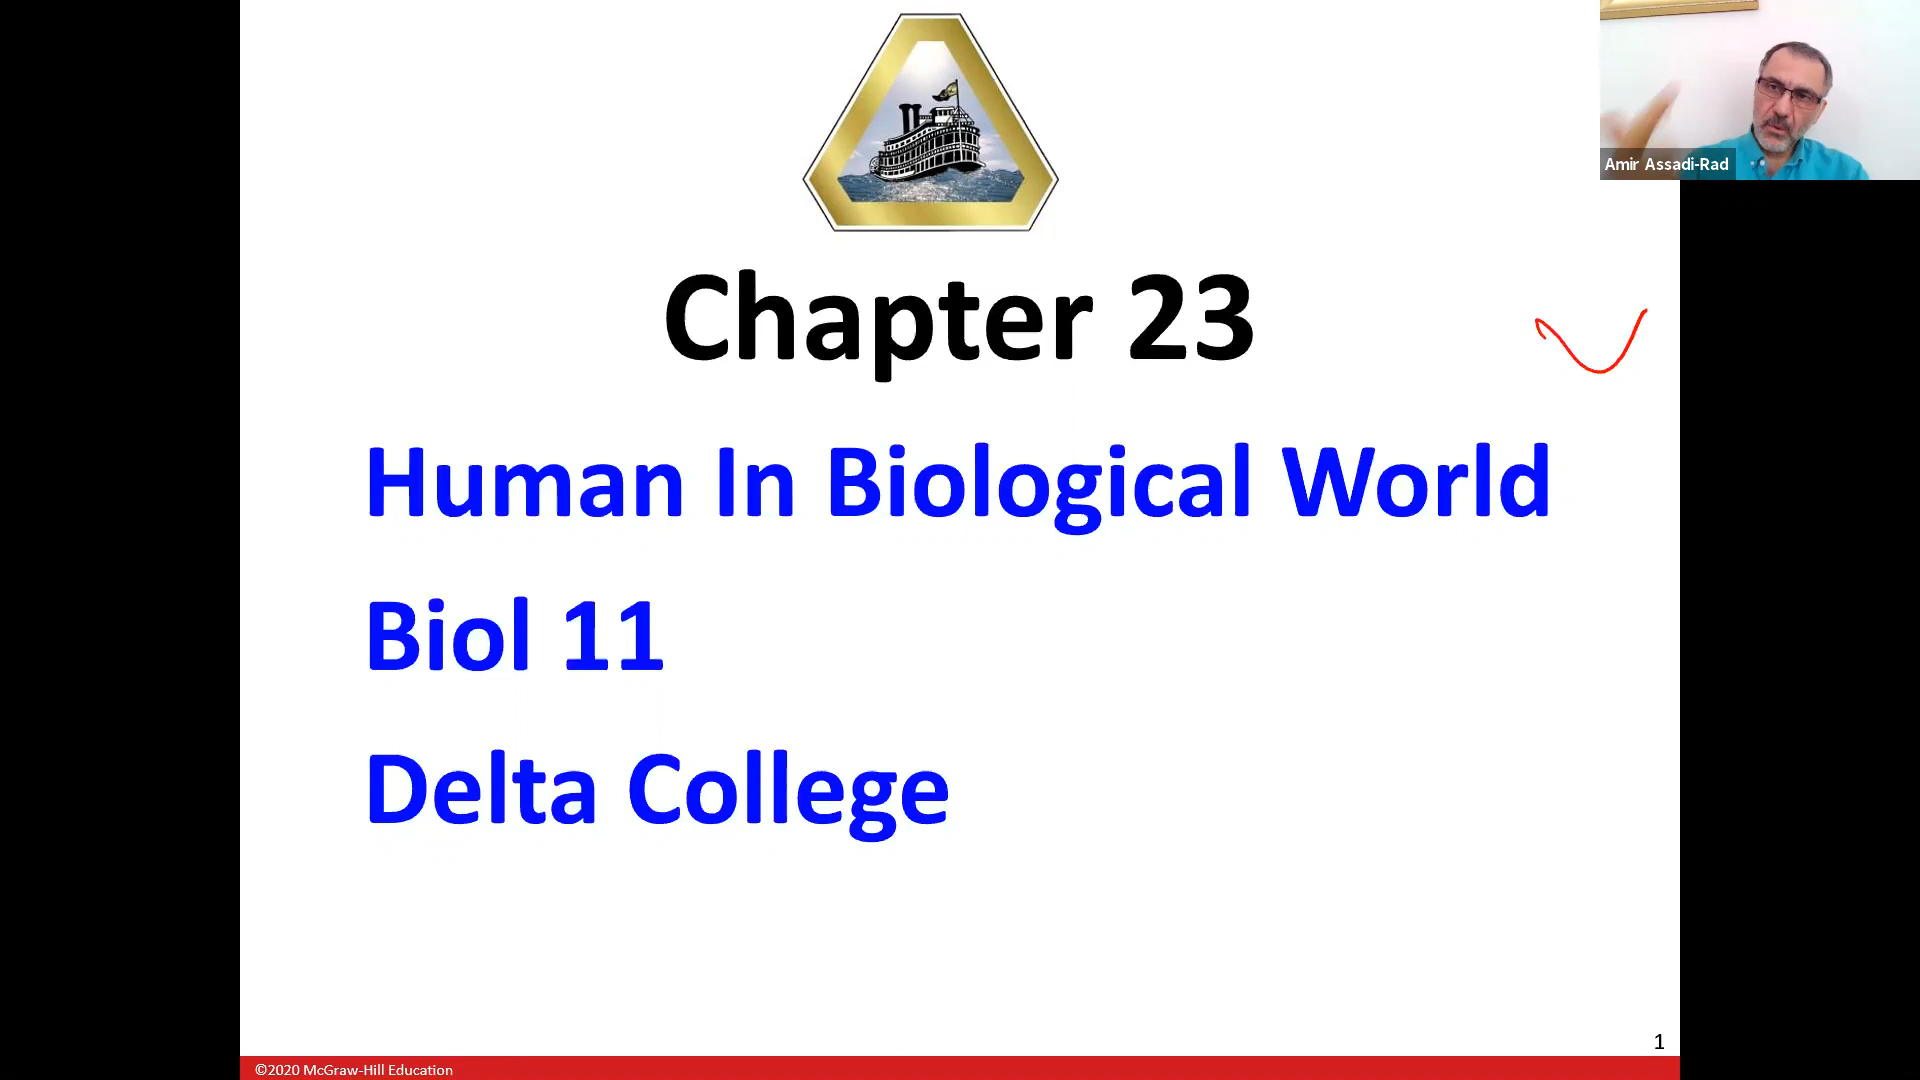 Amir Assadi-Rad
Chapter 23
Human In Biological World
Biol 11
Delta College
1
©2020 McGraw-Hill Education